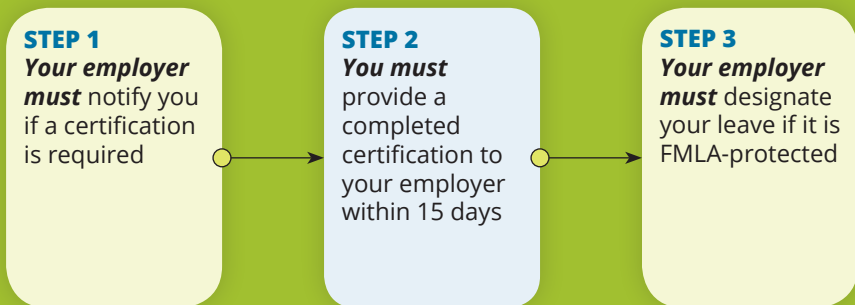 STEP 1
Your employer
must notify you
if a certification
is required
STEP 2
You must
provide a
completed
certification to
your employer
within 15 days
STEP 3
Your employer
must designate
your leave if it is
FMLA-protected